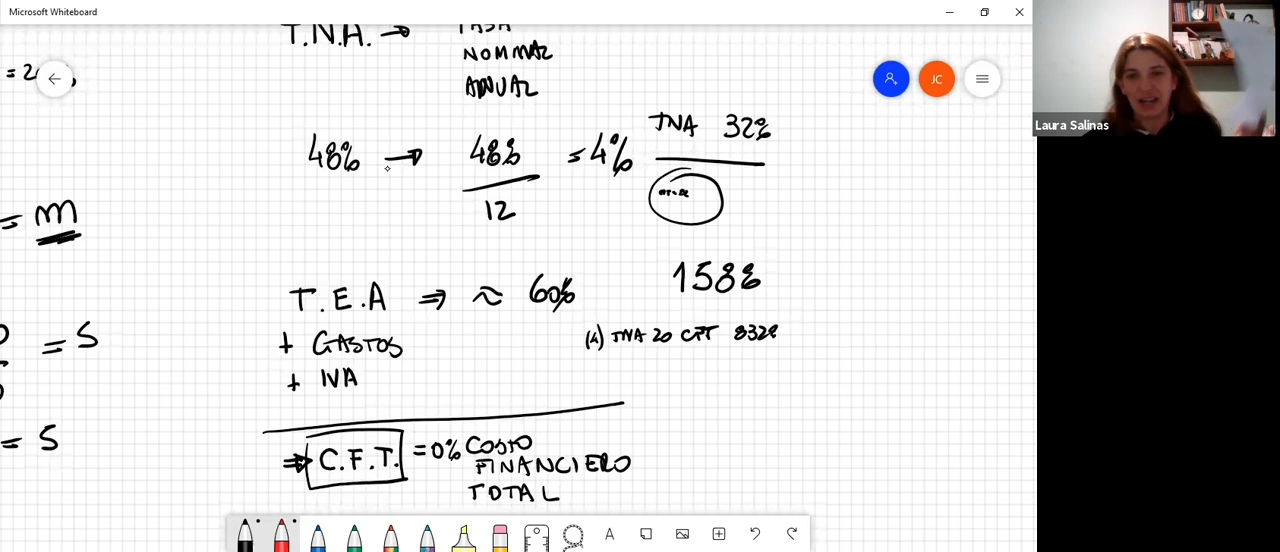 Microsoft Whiteboard
T.N.A. → TASA
NOMINAL
ANUAL
JC
Laura Salinas
48% → 48% = 4%
12
TNA 32%
= m
T.E.A ⇒ ≈ 60%
158%
+ GASTOS
(4) TNA 20 CFT 832%
= S
+ IVA
= S
⇒ C.F.T. = 0% COSTO
FINANCIERO
TOTAL
A